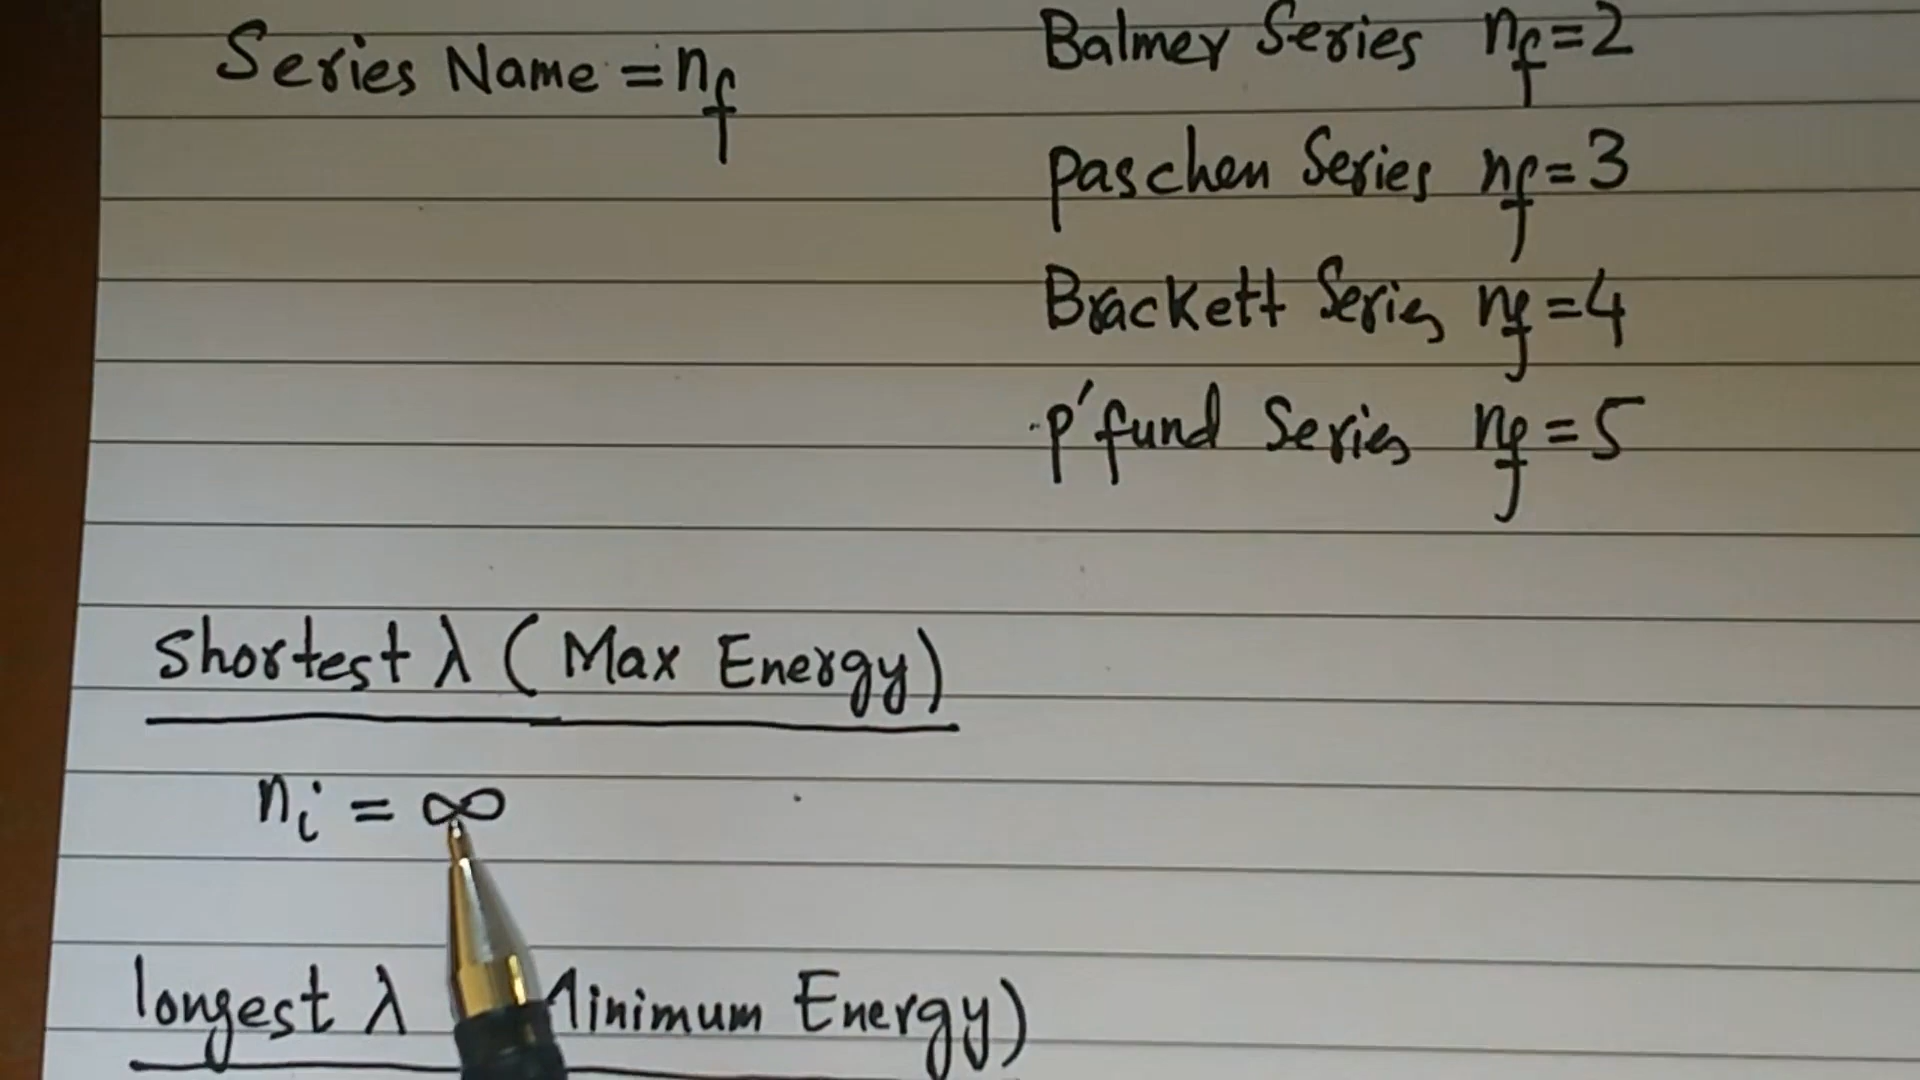 Series Name = nf
Balmer Series nf = 2
Paschen Series nf = 3
Brackett Series nf = 4
P'fund Series nf = 5
Shortest λ ( Max Energy)
ni = ∞
longest λ Minimum Energy)